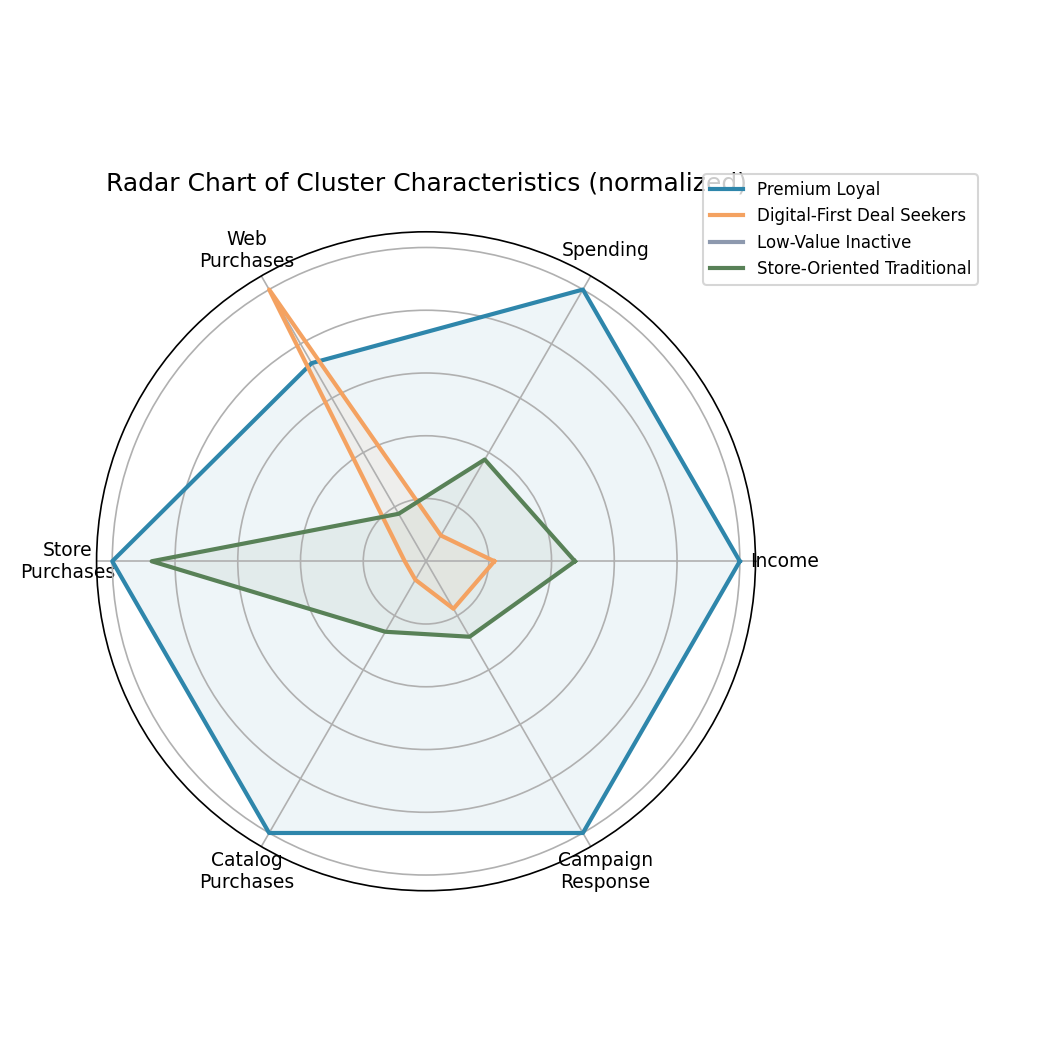 Radar Chart of Cluster Characteristics (normalized)
Premium Loyal
Digital-First Deal Seekers
Low-Value Inactive
Store-Oriented Traditional
Web
Purchases
Spending
Store
Purchases
Income
Catalog
Purchases
Campaign
Response